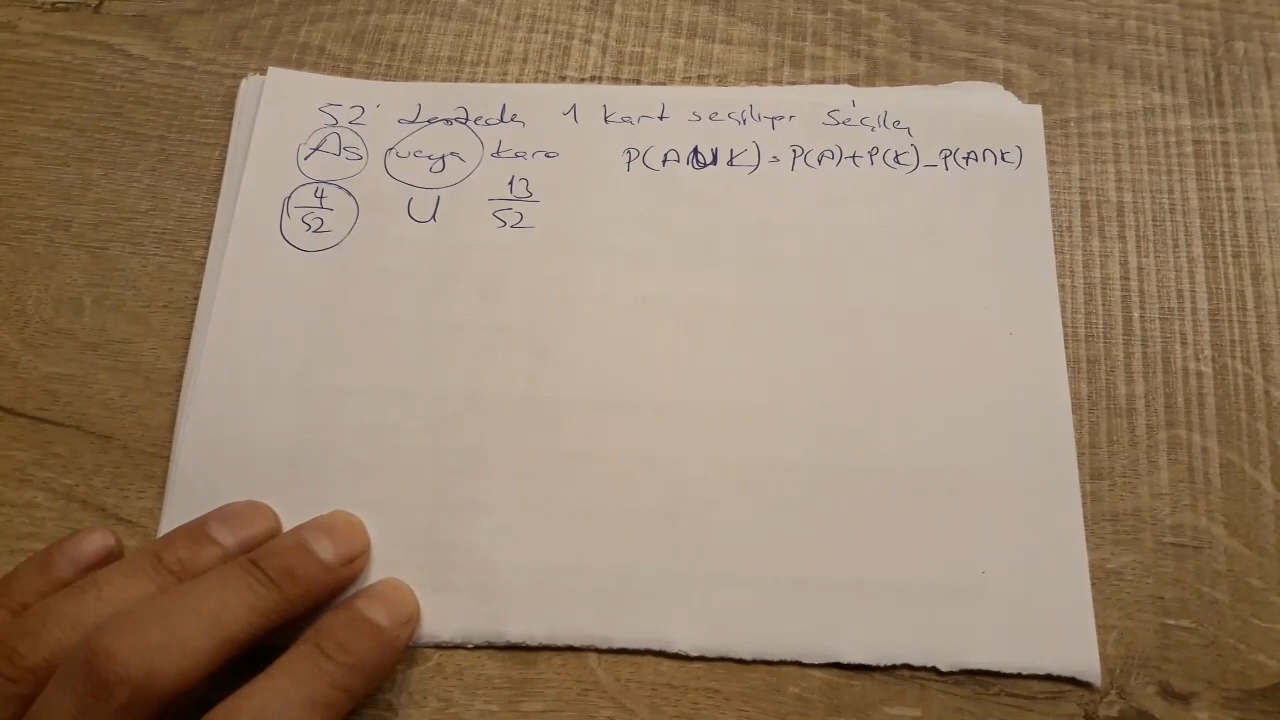 52' destede 1 kart seçiliyor seçilen
As veya karo P(A∪K) = P(A)+P(K)-P(A∩K)
4/52 ∪ 13/52